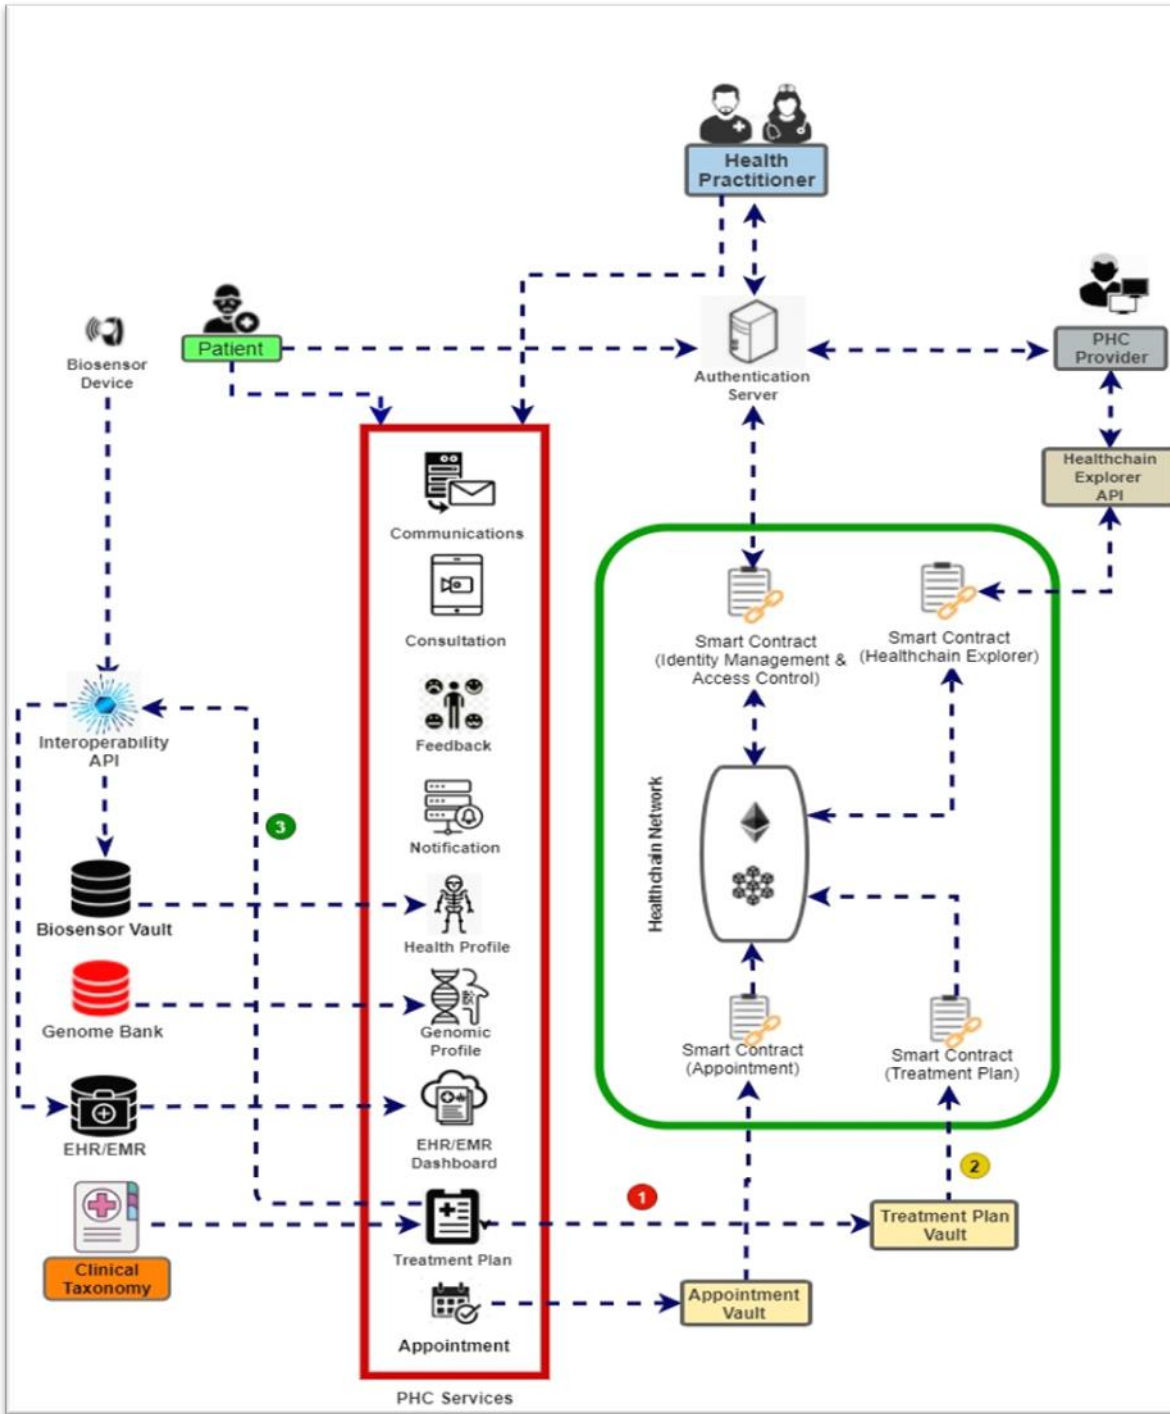 Health
Practitioner
Patient
Biosensor
Device
Authentication
Server
PHC
Provider
Healthchain
Explorer
API
Communications
Consultation
Feedback
Notification
Health Profile
Genomic
Profile
EHR/EMR
Dashboard
Treatment Plan
Appointment
PHC Services
Interoperability
API
3
Biosensor Vault
Genome Bank
EHR/EMR
Clinical
Taxonomy
Smart Contract
(Identity Management &
Access Control)
Smart Contract
(Healthchain Explorer)
Healthchain Network
Smart Contract
(Appointment)
Smart Contract
(Treatment Plan)
1
2
Treatment Plan
Vault
Appointment
Vault